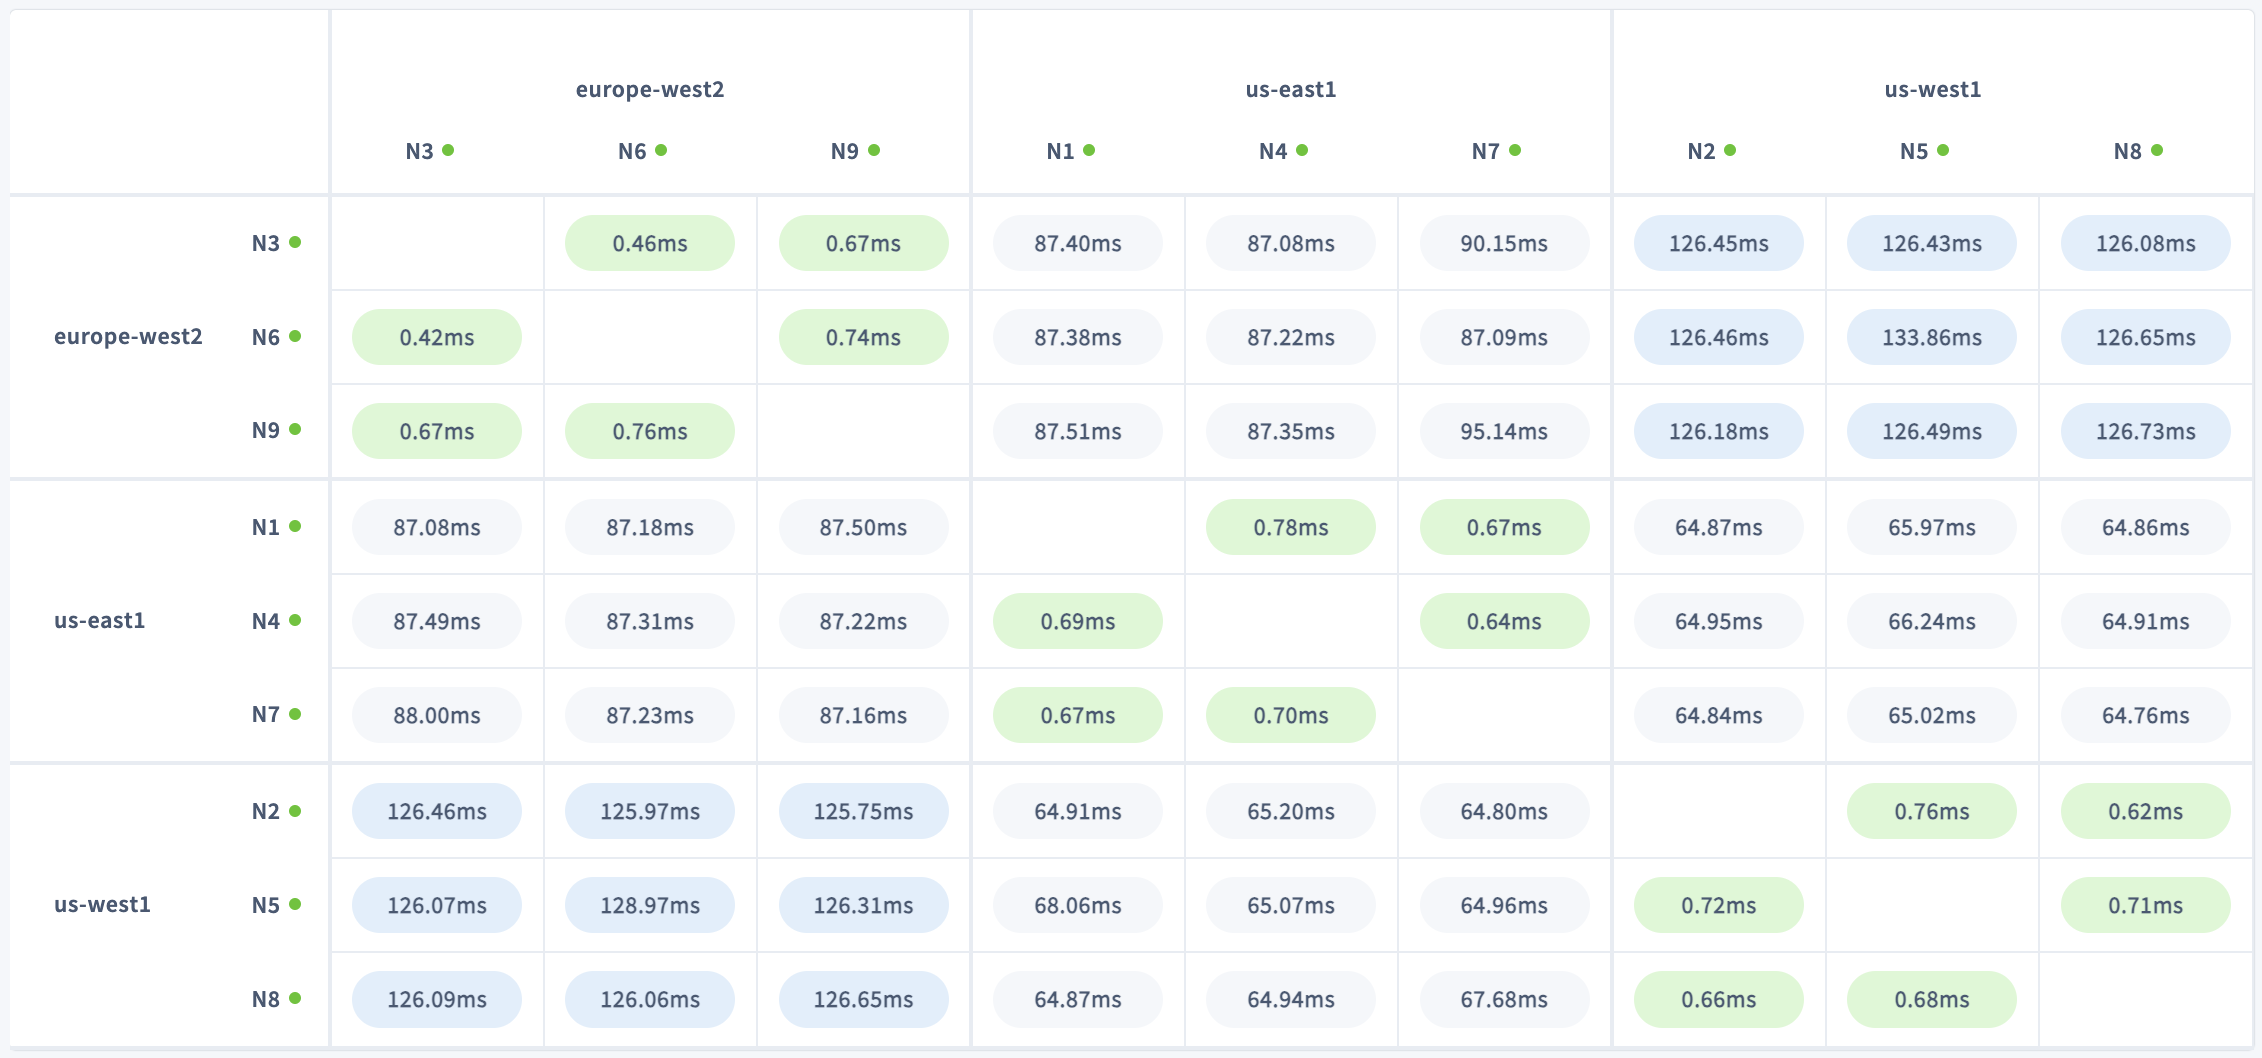 europe-west2 us-east1 us-west1
N3 N6 N9 N1 N4 N7 N2 N5 N8
N3 0.46ms 0.67ms 87.40ms 87.08ms 90.15ms 126.45ms 126.43ms 126.08ms
europe-west2 N6 0.42ms 0.74ms 87.38ms 87.22ms 87.09ms 126.46ms 133.86ms 126.65ms
N9 0.67ms 0.76ms 87.51ms 87.35ms 95.14ms 126.18ms 126.49ms 126.73ms
N1 87.08ms 87.18ms 87.50ms 0.78ms 0.67ms 64.87ms 65.97ms 64.86ms
us-east1 N4 87.49ms 87.31ms 87.22ms 0.69ms 0.64ms 64.95ms 66.24ms 64.91ms
N7 88.00ms 87.23ms 87.16ms 0.67ms 0.70ms 64.84ms 65.02ms 64.76ms
N2 126.46ms 125.97ms 125.75ms 64.91ms 65.20ms 64.80ms 0.76ms 0.62ms
us-west1 N5 126.07ms 128.97ms 126.31ms 68.06ms 65.07ms 64.96ms 0.72ms 0.71ms
N8 126.09ms 126.06ms 126.65ms 64.87ms 64.94ms 67.68ms 0.66ms 0.68ms